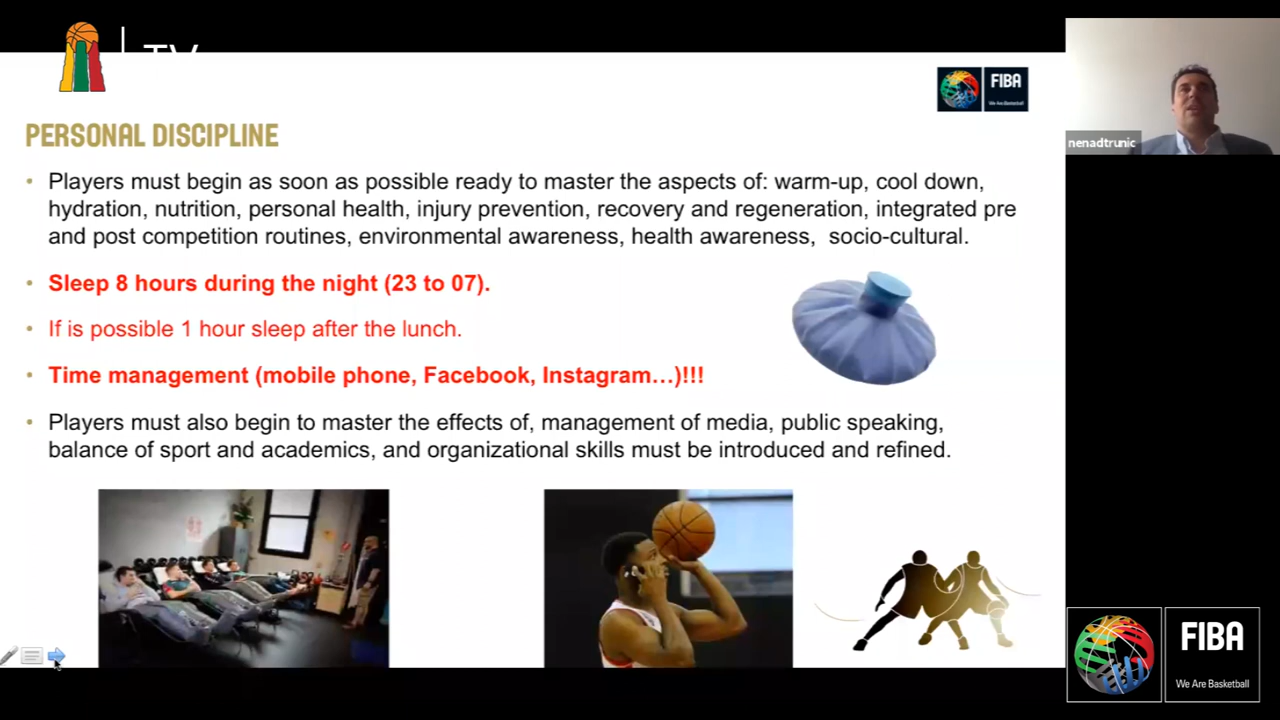 TV
FIBA
We Are Basketball
nenadtrunic
PERSONAL DISCIPLINE
• Players must begin as soon as possible ready to master the aspects of: warm-up, cool down,
hydration, nutrition, personal health, injury prevention, recovery and regeneration, integrated pre
and post competition routines, environmental awareness, health awareness, socio-cultural.
• Sleep 8 hours during the night (23 to 07).
• If is possible 1 hour sleep after the lunch.
• Time management (mobile phone, Facebook, Instagram…)!!!
• Players must also begin to master the effects of, management of media, public speaking,
balance of sport and academics, and organizational skills must be introduced and refined.
FIBA
We Are Basketball